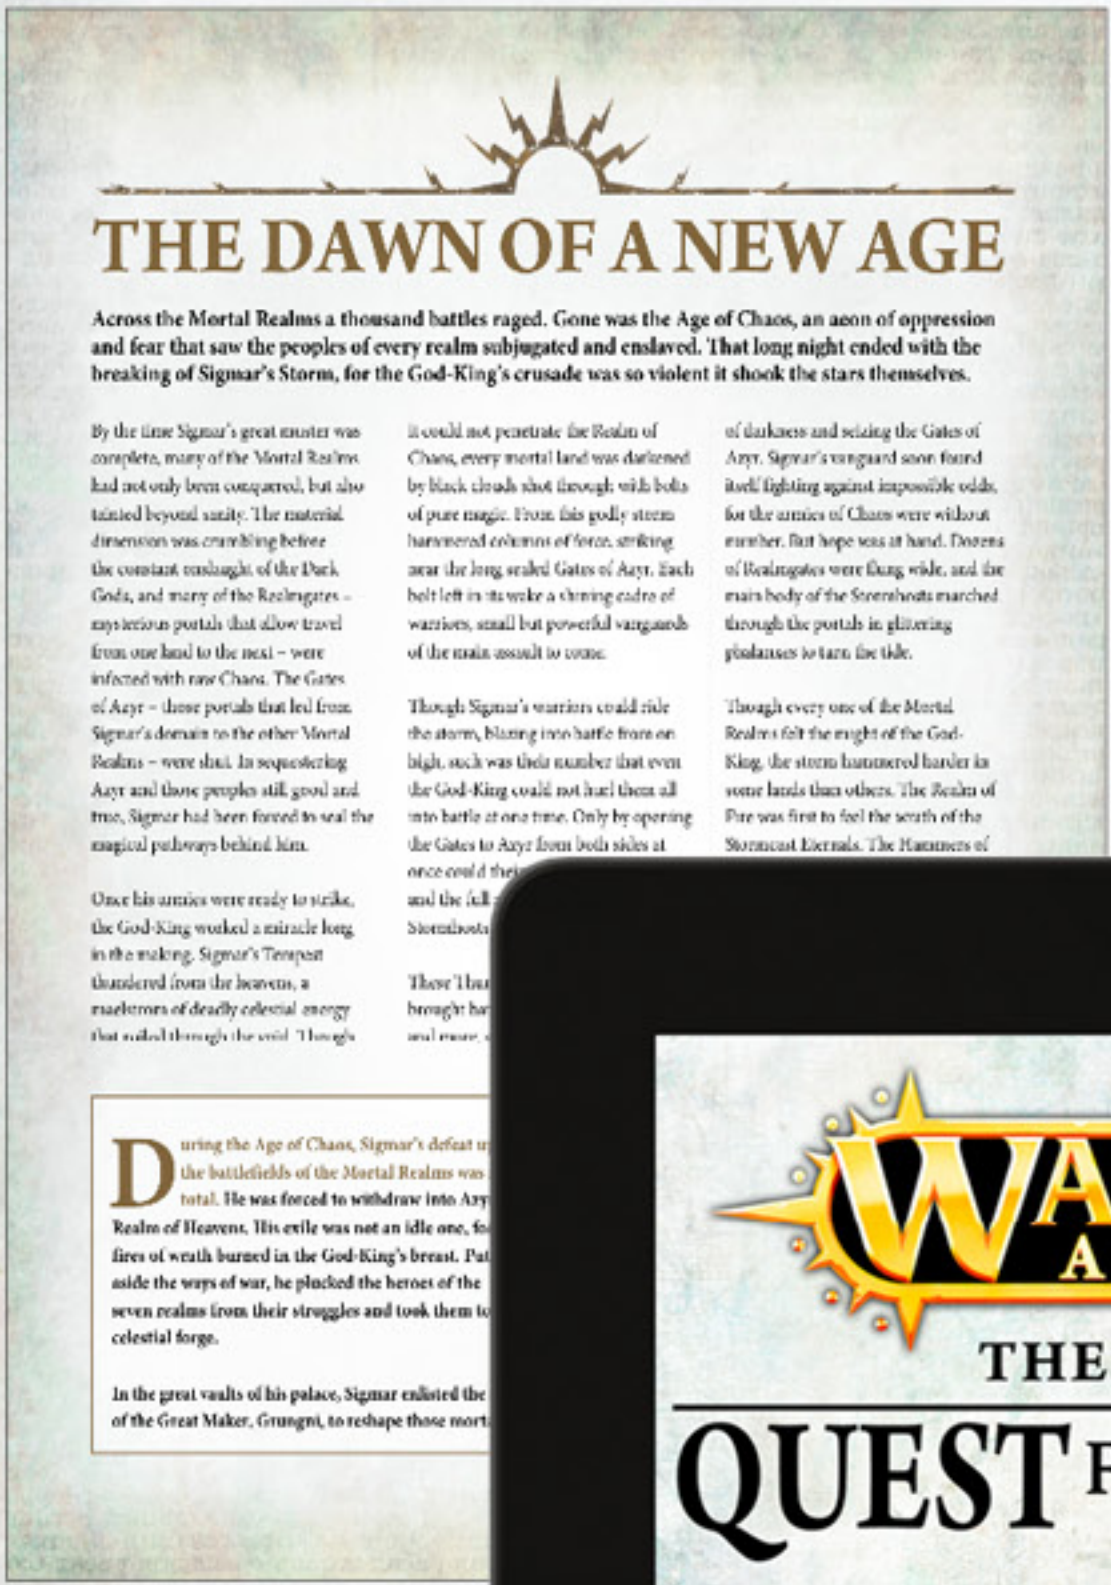 THE DAWN OF A NEW AGE
Across the Mortal Realms a thousand battles raged. Gone was the Age of Chaos, an aeon of oppression
and fear that saw the peoples of every realm subjugated and enslaved. That long night ended with the
breaking of Sigmar's Storm, for the God-King's crusade was so violent it shook the stars themselves.
By the time Sigmar's great muster was
complete, many of the Mortal Realms
had not only been conquered, but also
tainted beyond sanity. The material
dimension was crumbling before
the constant onslaught of the Dark
Gods, and many of the Realmgates –
mysterious portals that allow travel
from one land to the next – were
infected with raw Chaos. The Gates
of Azyr – those portals that led from
Sigmar's domain to the other Mortal
Realms – were shut. In sequestering
Azyr and those peoples still good and
true, Sigmar had been forced to seal the
magical pathways behind him.
Once his armies were ready to strike,
the God-King worked a miracle long
in the making. Sigmar's Tempest
thundered from the heavens, a
maelstrom of deadly celestial energy
that roiled through the void. Though
it could not penetrate the Realm of
Chaos, every mortal land was darkened
by black clouds shot through with bolts
of pure magic. From this godly storm
hammered columns of force, striking
near the long sealed Gates of Azyr. Each
bolt left in its wake a shining cadre of
warriors, small but powerful vanguards
of the main assault to come.
Though Sigmar's warriors could ride
the storm, blazing into battle from on
high, such was their number that even
the God-King could not hurl them all
into battle at one time. Only by opening
the Gates to Azyr from both sides at
once could their
and the full
Stormhosts
These
brought
and more,
of darkness and seizing the Gates of
Azyr. Sigmar's vanguard soon found
itself fighting against impossible odds,
for the armies of Chaos were without
number. But hope was at hand. Dozens
of Realmgates were flung wide, and the
main body of the Stormhosts marched
through the portals in glittering
phalanxes to turn the tide.
Though every one of the Mortal
Realms felt the might of the God-
King, the storm hammered harder in
some lands than others. The Realm of
Fire was first to feel the wrath of the
Stormcast Eternals. The Hammers of
During the Age of Chaos, Sigmar's defeat
the battlefields of the Mortal Realms was
total. He was forced to withdraw into Azy
Realm of Heavens. His exile was not an idle one, fo
fires of wrath burned in the God-King's breast. Put
aside the ways of war, he plucked the heroes of the
seven realms from their struggles and took them to
celestial forge.
In the great vaults of his palace, Sigmar enlisted the
of the Great Maker, Grungni, to reshape those mort
WA
A
THE
QUEST F